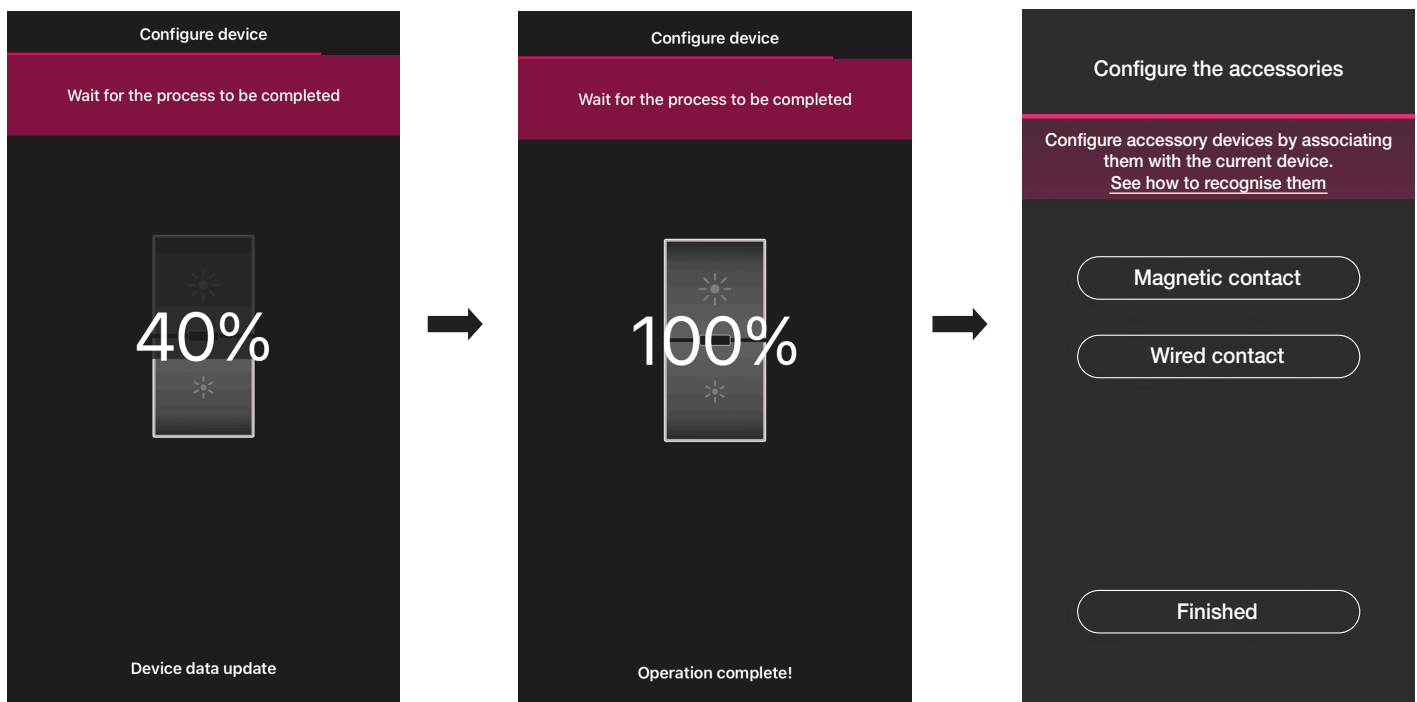 Configure device
Wait for the process to be completed
40%
Device data update
Configure device
Wait for the process to be completed
100%
Operation complete!
Configure the accessories
Configure accessory devices by associating
them with the current device.
See how to recognise them
Magnetic contact
Wired contact
Finished